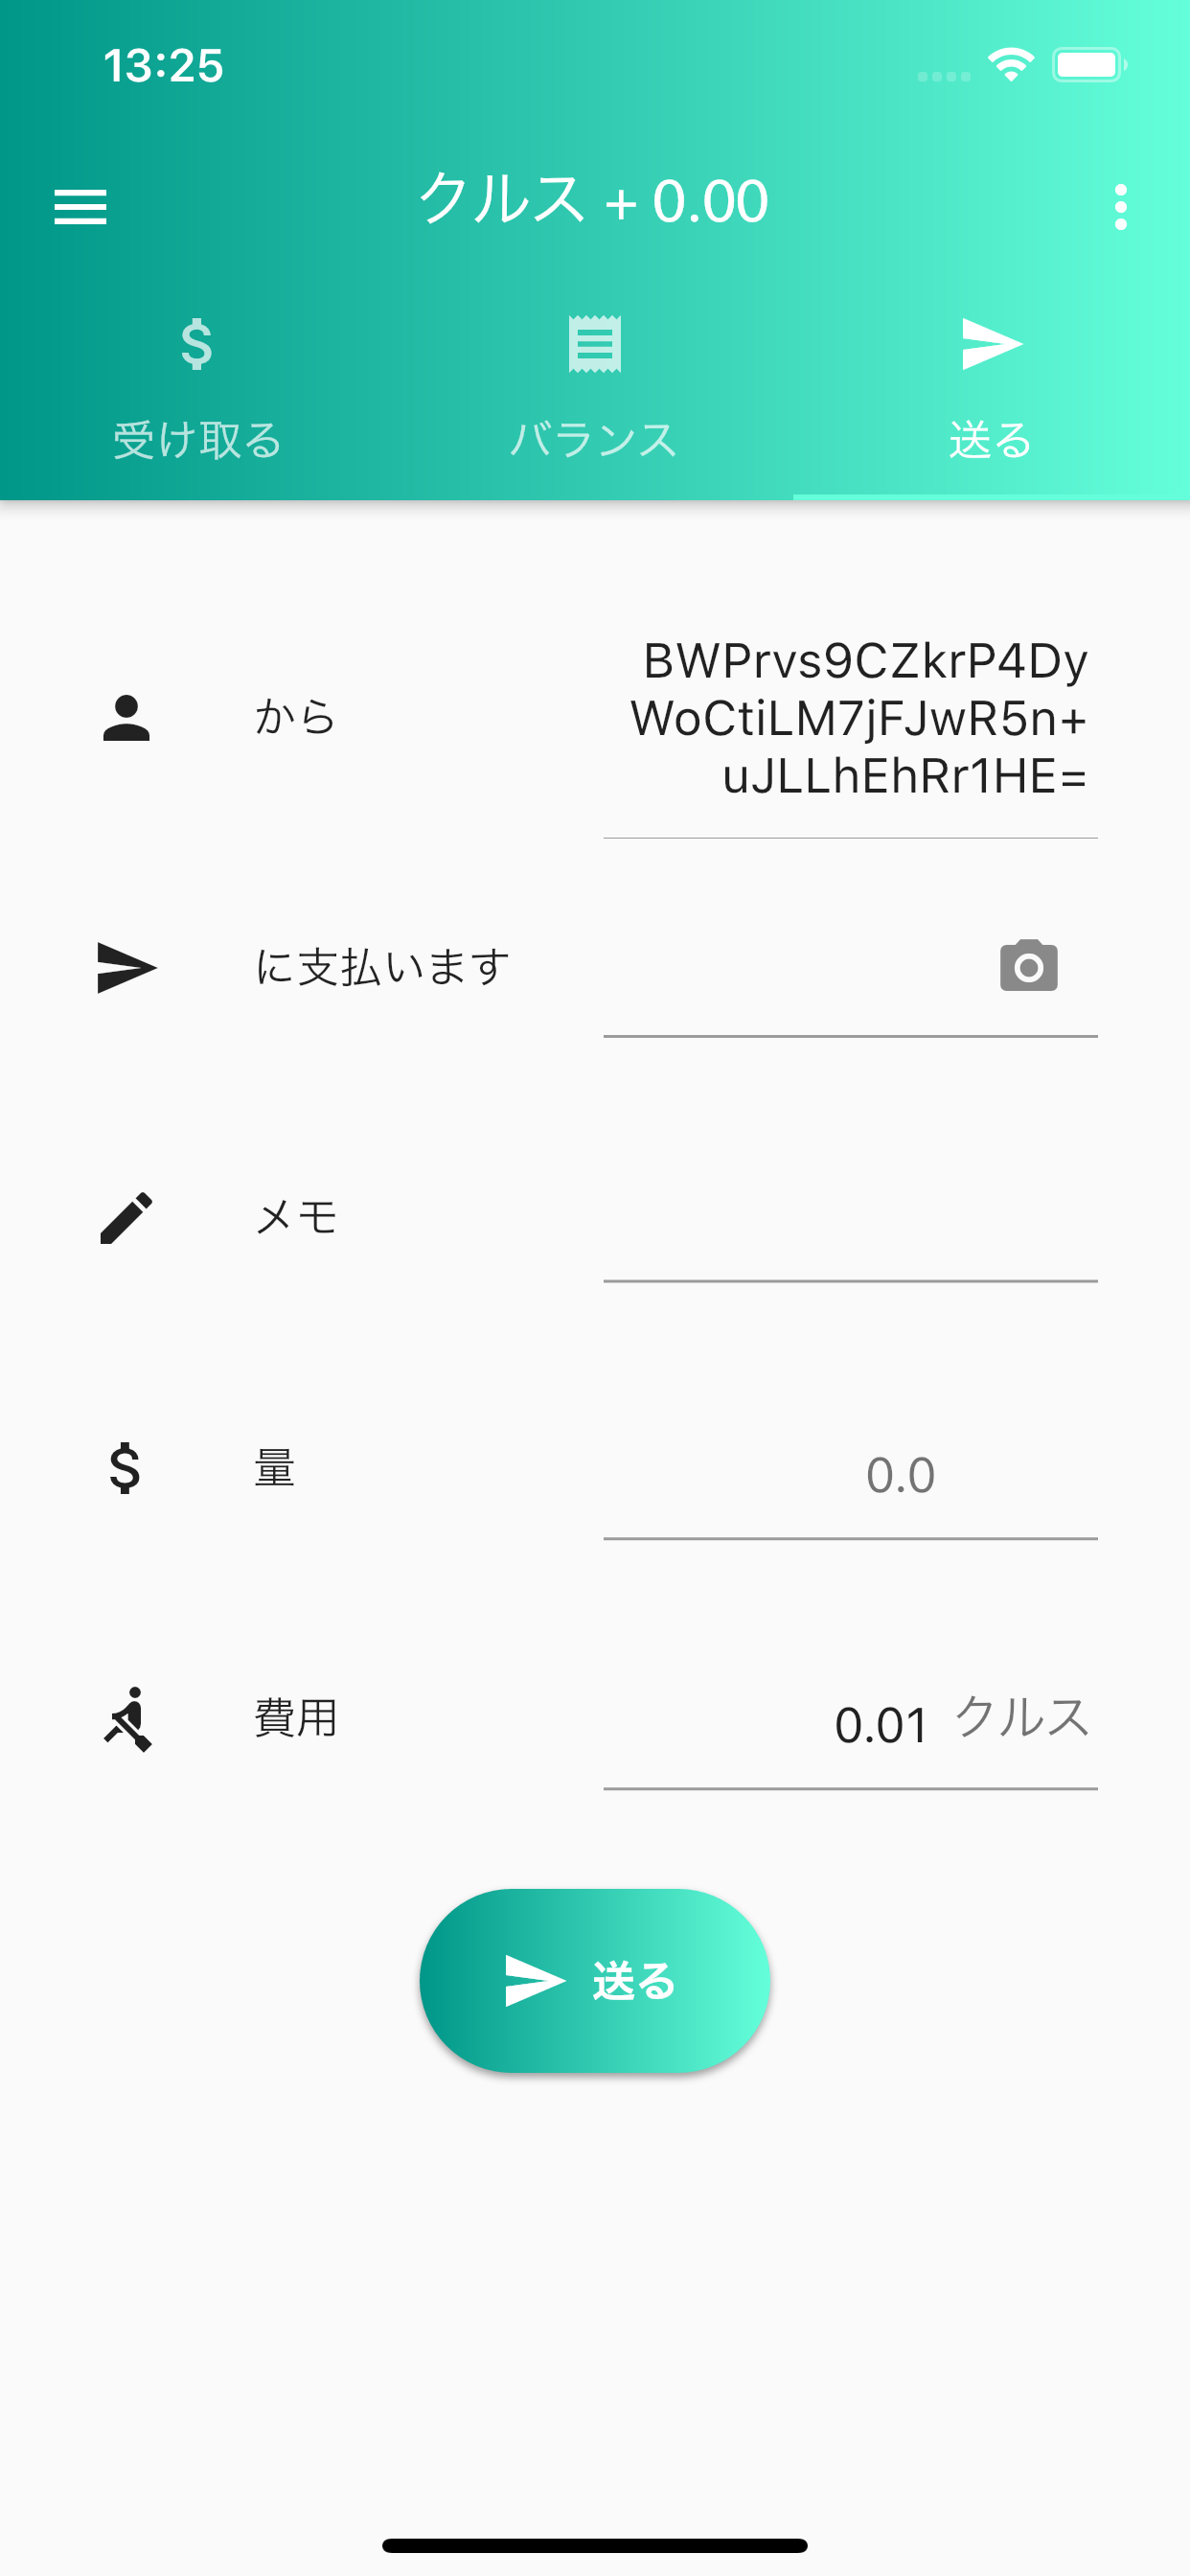 13:25
クルス + 0.00
受け取る
バランス
送る
から
BWPrvs9CZkrP4Dy
WoCtiLM7jFJwR5n+
uJLLhEhRr1HE=
に支払います
メモ
量
0.0
費用
0.01 クルス
送る